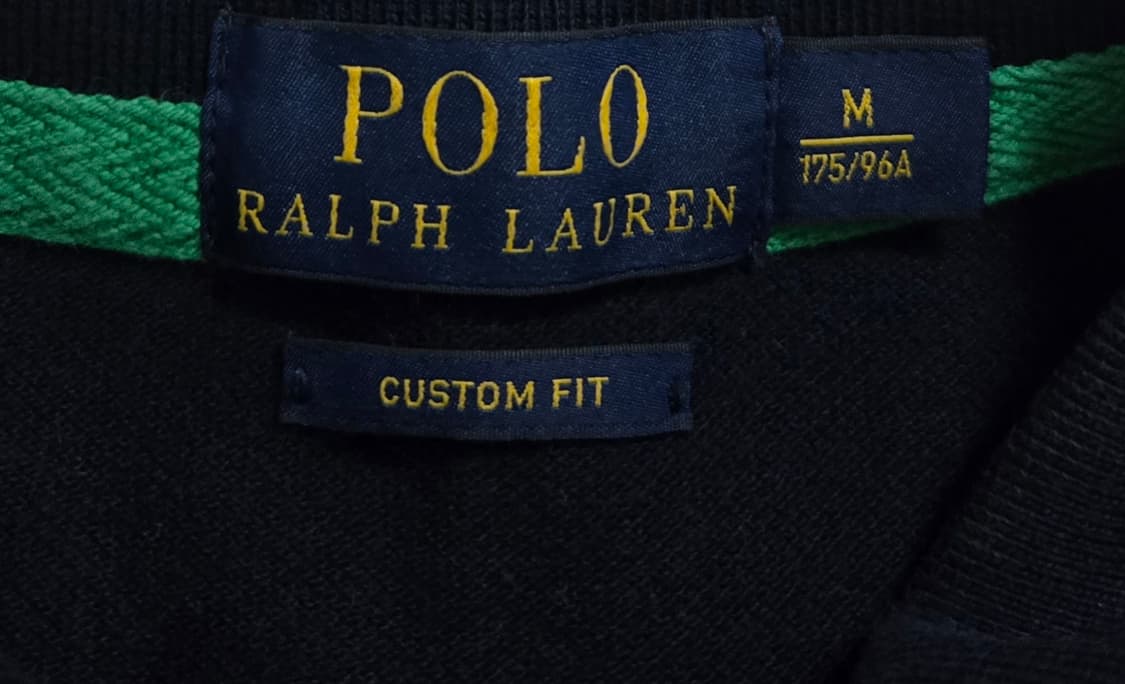 POLO
RALPH LAUREN
M
175/96A
CUSTOM FIT